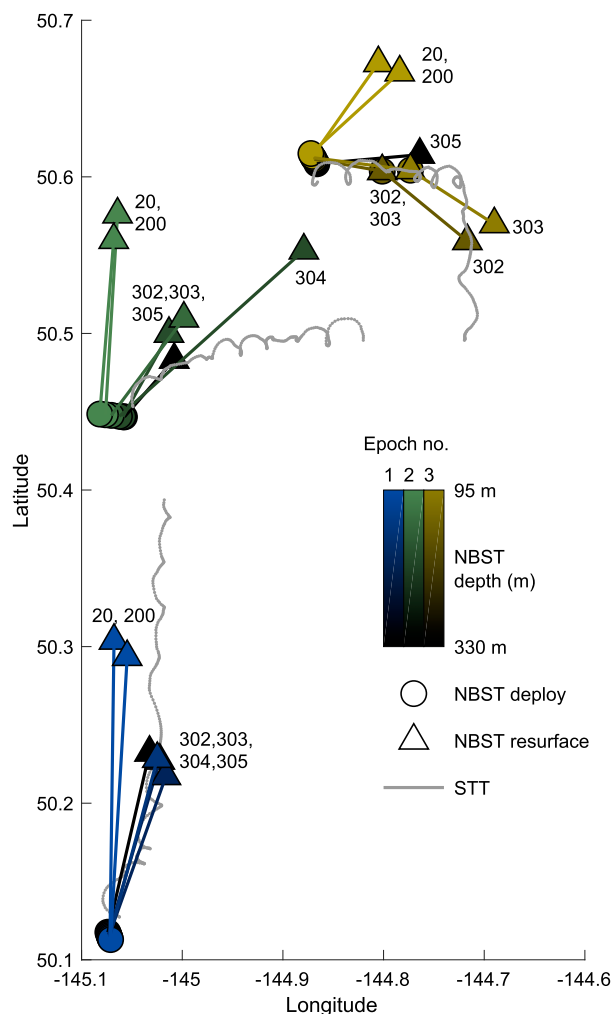 50.7
20,
200
305
50.6
302,
303
303
302
20,
200
304
302,303,
305
50.5
Epoch no.
1 2 3
95 m
50.4
Latitude
NBST
depth (m)
20, 200
50.3
330 m
NBST deploy
302,303,
304,305
NBST resurface
50.2
STT
50.1
-145.1 -145 -144.9 -144.8 -144.7 -144.6
Longitude